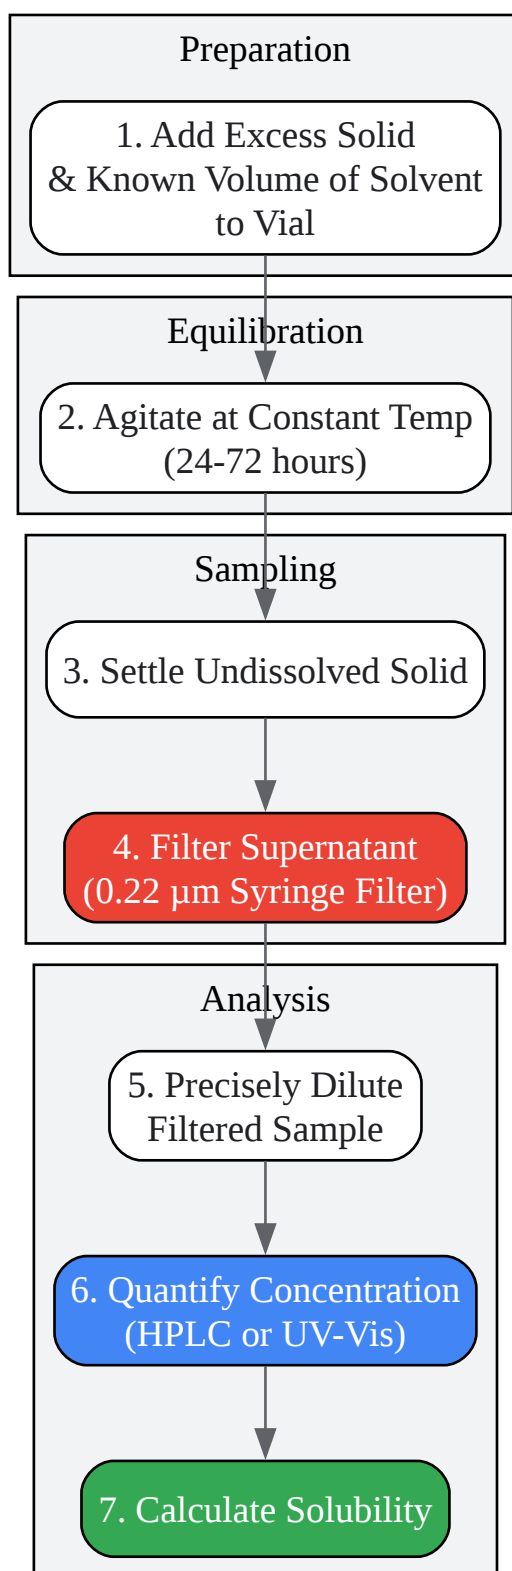 Preparation
1. Add Excess Solid
& Known Volume of Solvent
to Vial
Equilibration
2. Agitate at Constant Temp
(24-72 hours)
Sampling
3. Settle Undissolved Solid
4. Filter Supernatant
(0.22 µm Syringe Filter)
Analysis
5. Precisely Dilute
Filtered Sample
6. Quantify Concentration
(HPLC or UV-Vis)
7. Calculate Solubility